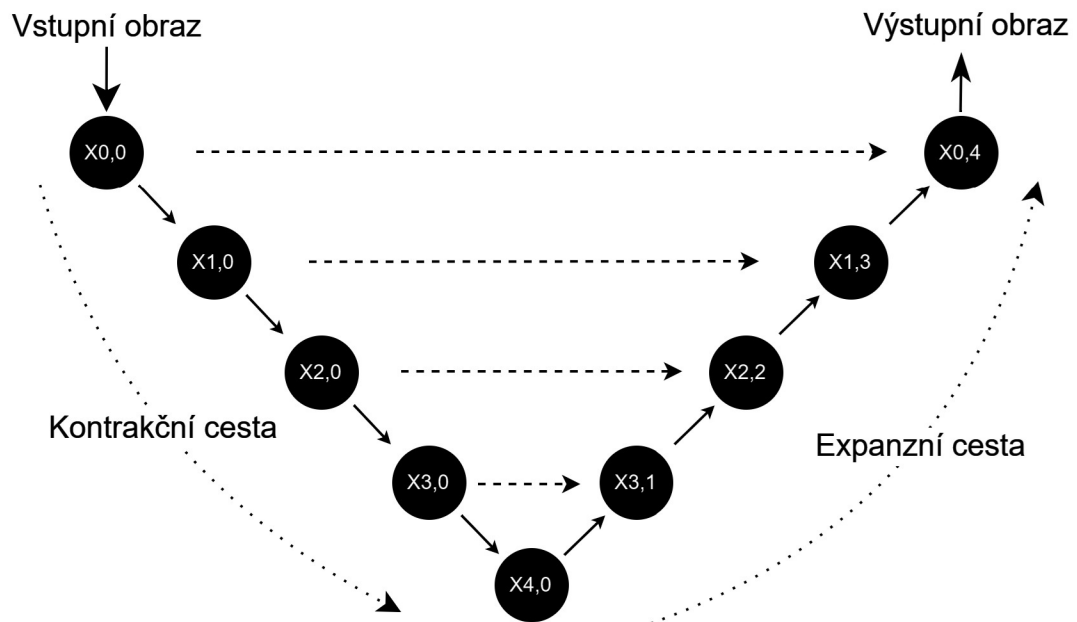 Vstupní obraz
Výstupní obraz
X0,0
X0,4
X1,0
X1,3
X2,0
X2,2
Kontrakční cesta
Expanzní cesta
X3,0
X3,1
X4,0